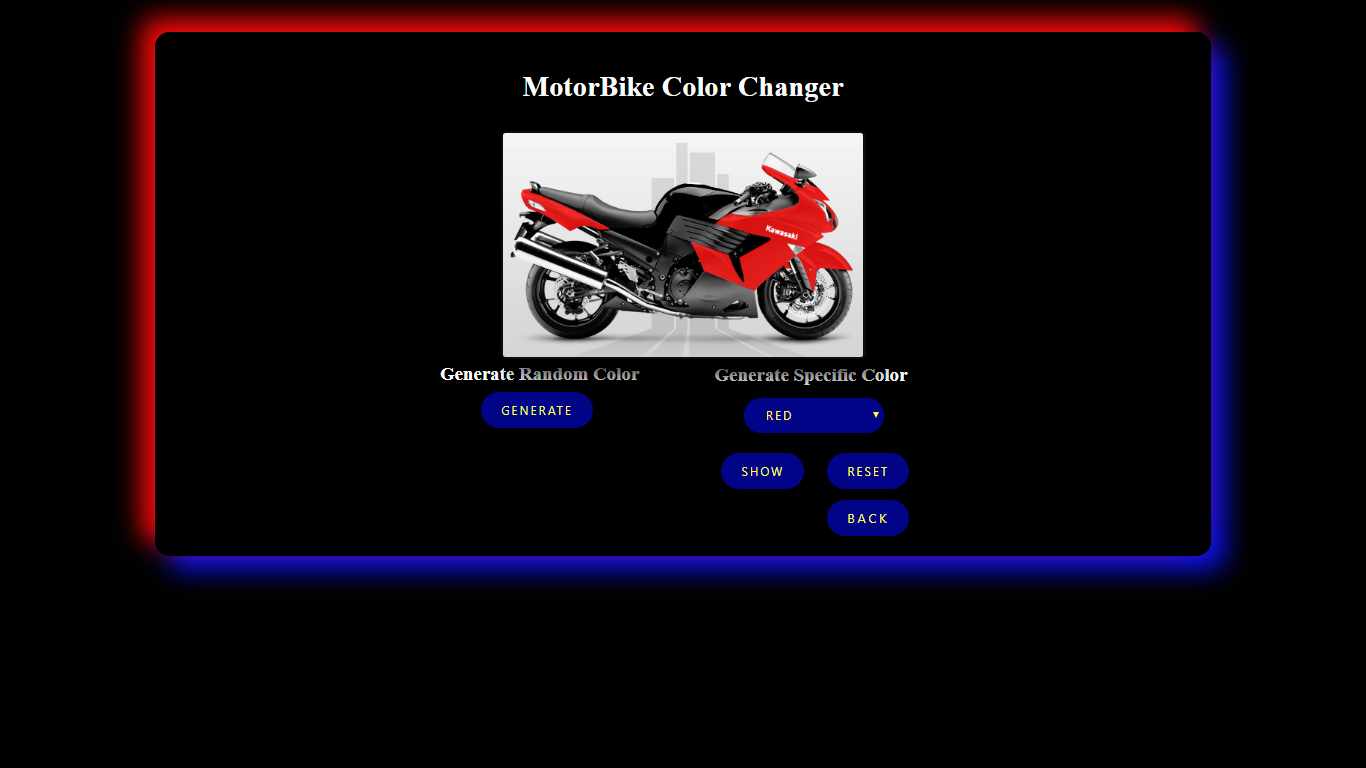 MotorBike Color Changer
Kawasaki
Generate Random Color
GENERATE
Generate Specific Color
RED
SHOW
RESET
BACK